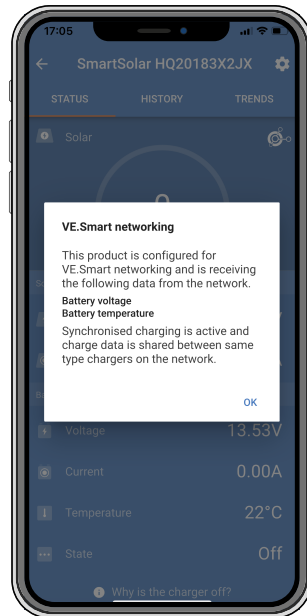 17:05
SmartSolar HQ20183X2JX
STATUS HISTORY TRENDS
Solar
VE.Smart networking
This product is configured for
VE.Smart networking and is receiving
the following data from the network.
Battery voltage
Battery temperature
Synchronised charging is active and
charge data is shared between same
type chargers on the network.
OK
Voltage 13.53V
Current 0.00A
Temperature 22°C
State Off
Why is the charger off?